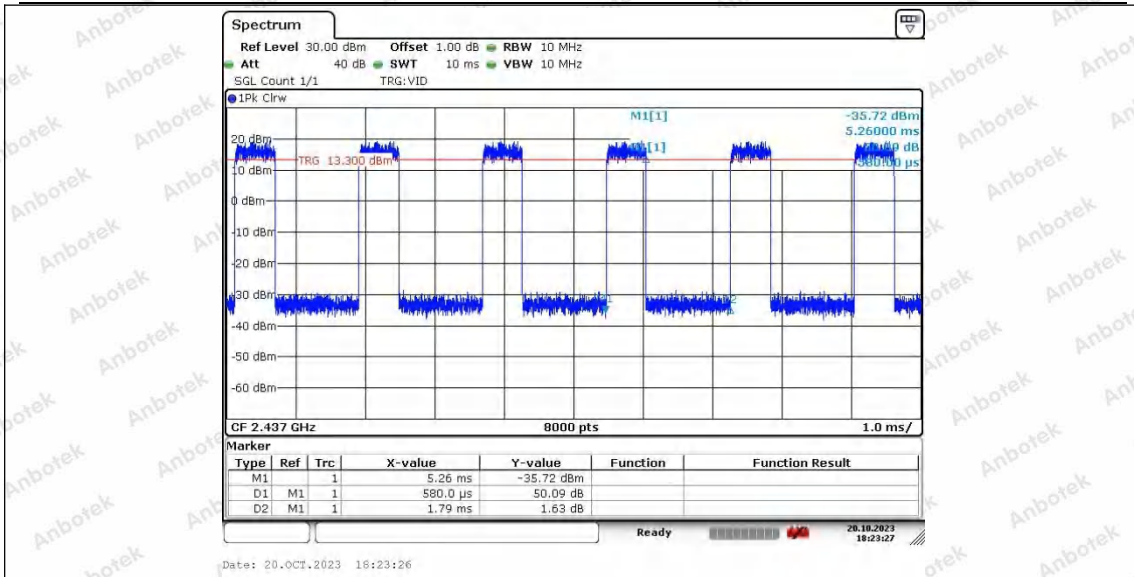 Spectrum
Ref Level 30.00 dBm Offset 1.00 dB RBW 10 MHz
Att 40 dB SWT 10 ms VBW 10 MHz
SGL Count 1/1 TRG:VID
1Pk Clrw
M1[1] -35.72 dBm
5.26000 ms
20 dBm
TRG 13.300 dBm
10 dBm
0 dBm
-10 dBm
-20 dBm
-30 dBm
-40 dBm
-50 dBm
-60 dBm
CF 2.437 GHz 8000 pts 1.0 ms/
Marker
Type Ref Trc X-value Y-value Function Function Result
M1 1 5.26 ms -35.72 dBm
D1 M1 1 580.0 µs 50.09 dB
D2 M1 1 1.79 ms 1.63 dB
Ready 20.10.2023
18:23:27
Date: 20.OCT.2023 18:23:26
Anbotek